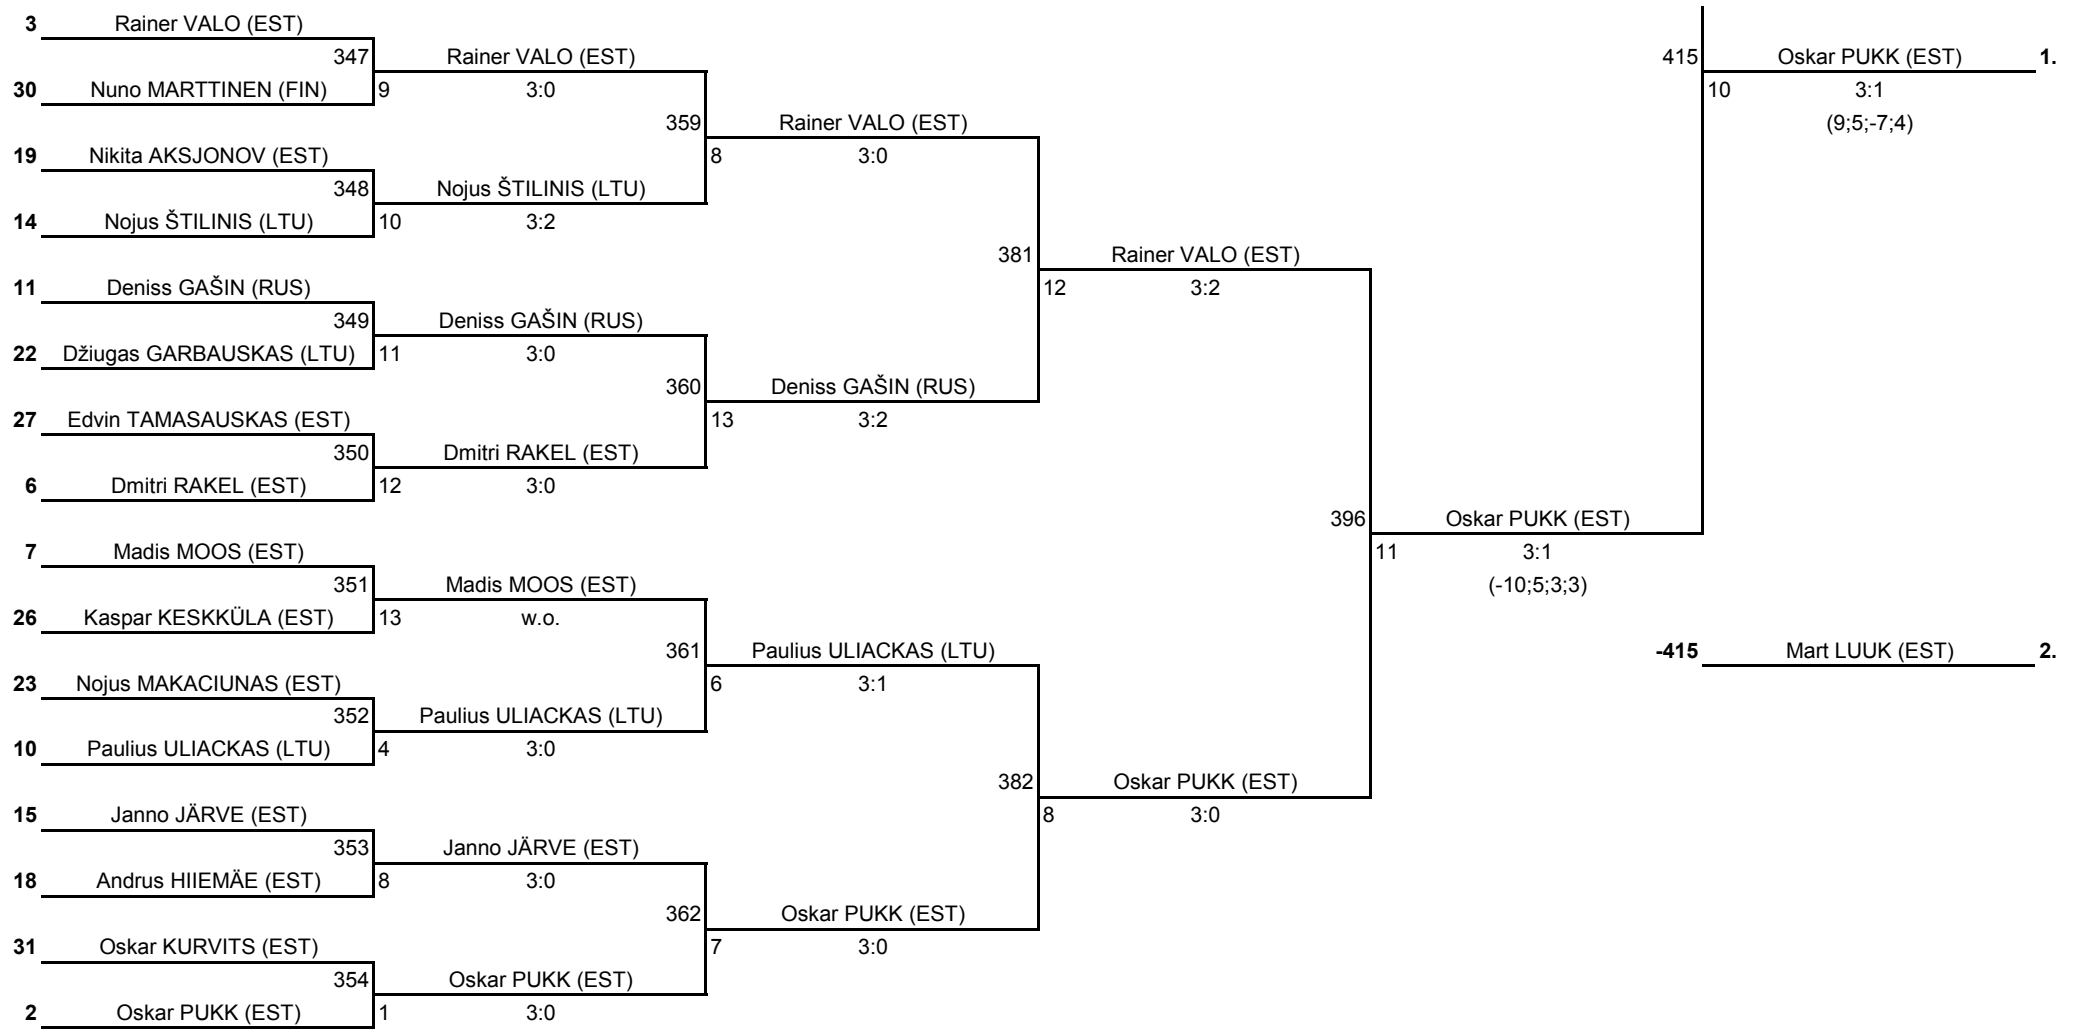 3 Rainer VALO (EST)
347 Rainer VALO (EST) 415 Oskar PUKK (EST) 1.
30 Nuno MARTTINEN (FIN) 9 3:0 10 3:1
359 Rainer VALO (EST) (9;5;-7;4)
19 Nikita AKSJONOV (EST) 8 3:0
348 Nojus ŠTILINIS (LTU)
14 Nojus ŠTILINIS (LTU) 10 3:2
381 Rainer VALO (EST)
11 Deniss GAŠIN (RUS) 12 3:2
349 Deniss GAŠIN (RUS)
22 Džiugas GARBAUSKAS (LTU) 11 3:0
360 Deniss GAŠIN (RUS)
27 Edvin TAMASAUSKAS (EST) 13 3:2
350 Dmitri RAKEL (EST)
6 Dmitri RAKEL (EST) 12 3:0
396 Oskar PUKK (EST)
7 Madis MOOS (EST) 11 3:1
351 Madis MOOS (EST) (-10;5;3;3)
26 Kaspar KESKKÜLA (EST) 13 w.o.
361 Paulius ULIACKAS (LTU) -415 Mart LUUK (EST) 2.
23 Nojus MAKACIUNAS (EST) 6 3:1
352 Paulius ULIACKAS (LTU)
10 Paulius ULIACKAS (LTU) 4 3:0
382 Oskar PUKK (EST)
15 Janno JÄRVE (EST) 8 3:0
353 Janno JÄRVE (EST)
18 Andrus HIIEMÄE (EST) 8 3:0
362 Oskar PUKK (EST)
31 Oskar KURVITS (EST) 7 3:0
354 Oskar PUKK (EST)
2 Oskar PUKK (EST) 1 3:0